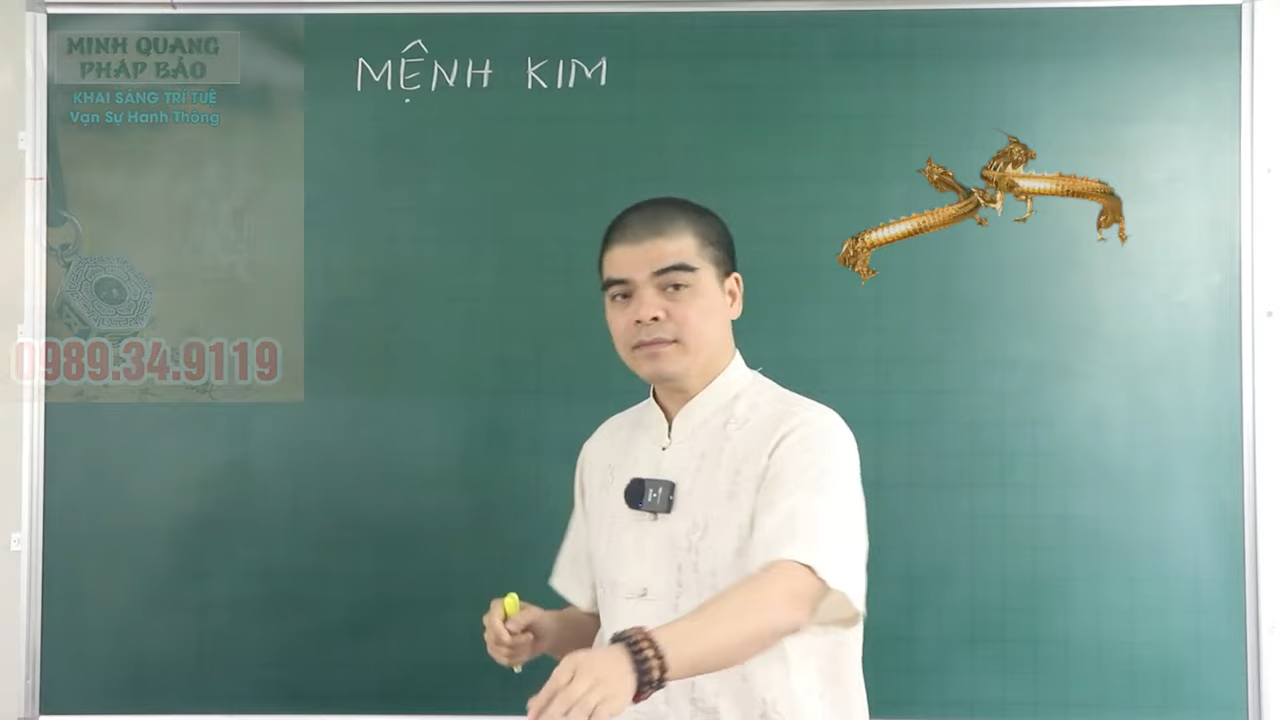 MINH QUANG
PHÁP BẢO
KHAI SÁNG TRÍ TUỆ
Vạn Sự Hanh Thông
MỆNH KIM
0989.34.9119